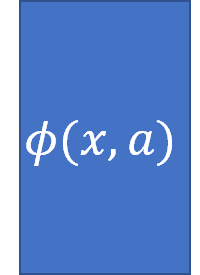 𝜙(𝑥, 𝑎)